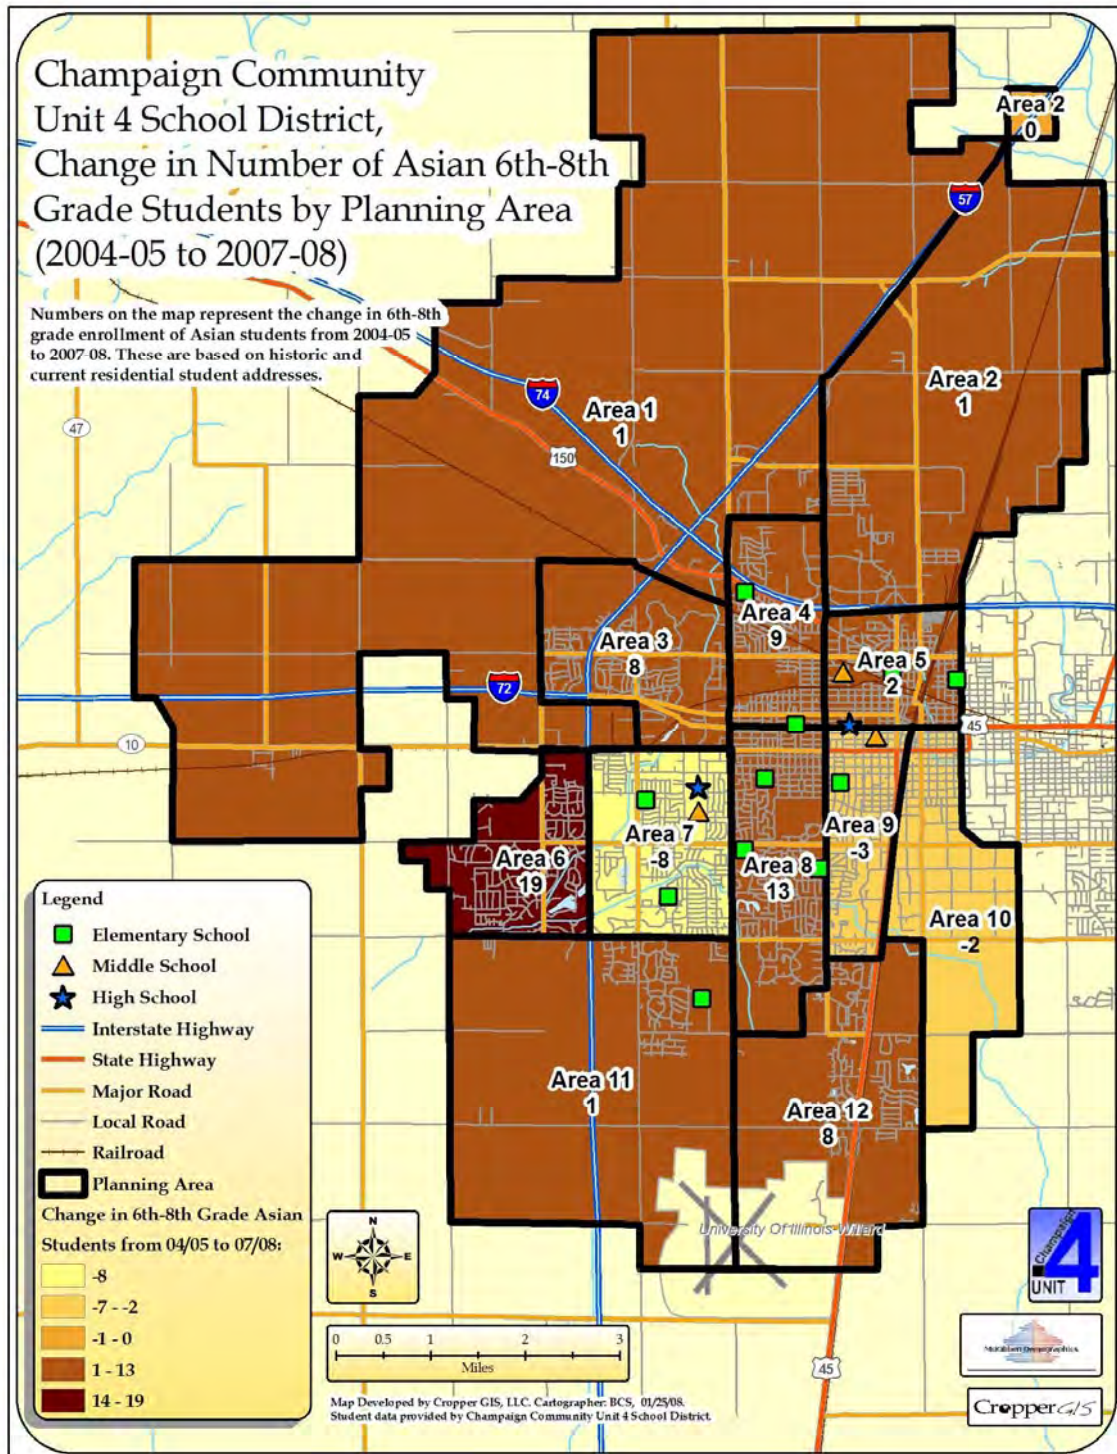 Champaign Community
Unit 4 School District,
Change in Number of Asian 6th-8th
Grade Students by Planning Area
(2004-05 to 2007-08)
Numbers on the map represent the change in 6th-8th
grade enrollment of Asian students from 2004-05
to 2007-08. These are based on historic and
current residential student addresses.
Area 2
0
57
Area 2
1
74
Area 1
1
47
150
Area 4
9
Area 3
8
Area 5
2
72
45
10
Area 7
-8
Area 9
-3
Area 6
19
Area 8
13
Area 10
-2
Area 11
1
Area 12
8
University Of Illinois-Willard
45
Legend
Elementary School
Middle School
High School
Interstate Highway
State Highway
Major Road
Local Road
Railroad
Planning Area
Change in 6th-8th Grade Asian
Students from 04/05 to 07/08:
-8
-7 - -2
-1 - 0
1 - 13
14 - 19
N
W E
S
0 0.5 1 2 3
Miles
Map Developed by Cropper GIS, LLC. Cartographer: BCS, 01/25/08.
Student data provided by Champaign Community Unit 4 School District.
Champaign
4
UNIT
McKibben Demographics
Cropper GIS